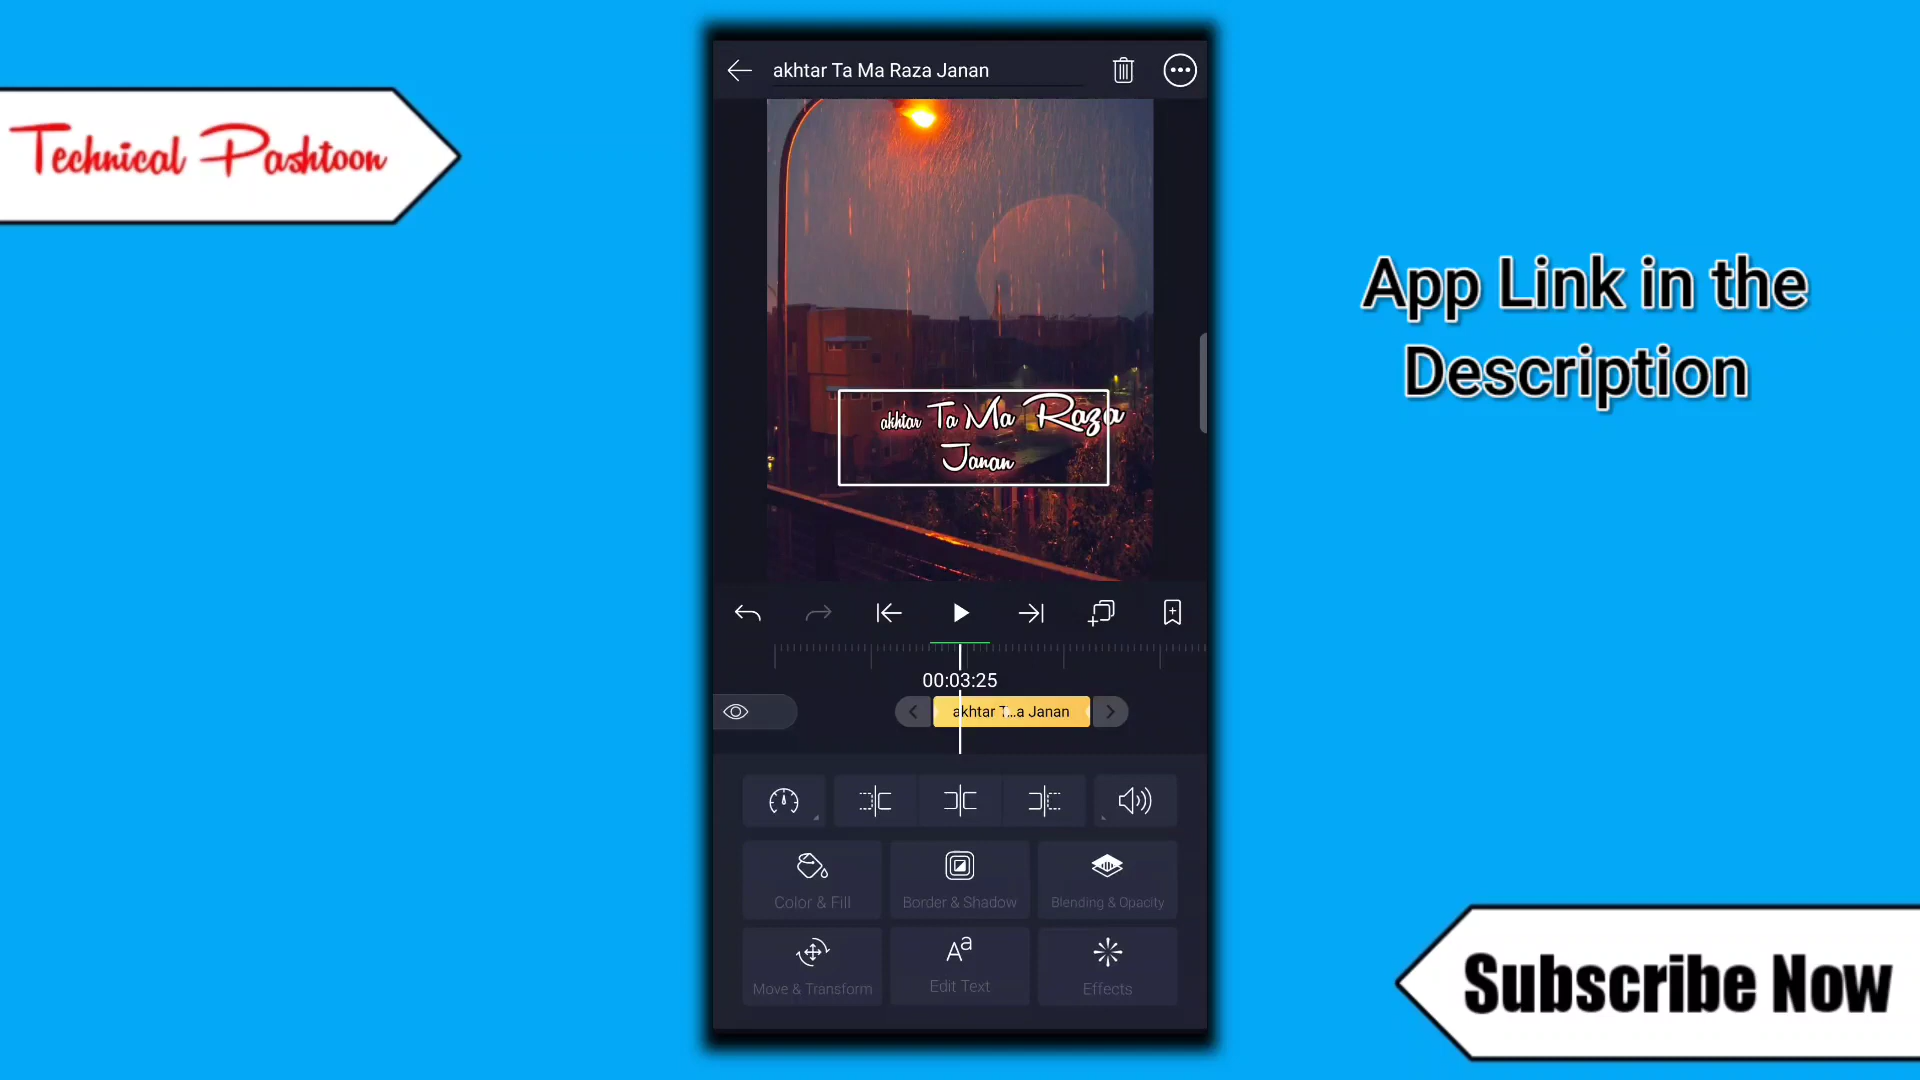 Technical Pashtoon
akhtar Ta Ma Raza Janan
akhtar Ta Ma Raza
Janan
App Link in the
Description
00:03:25
akhtar T...a Janan
Color & Fill
Border & Shadow
Blending & Opacity
Move & Transform
Edit Text
Effects
Subscribe Now